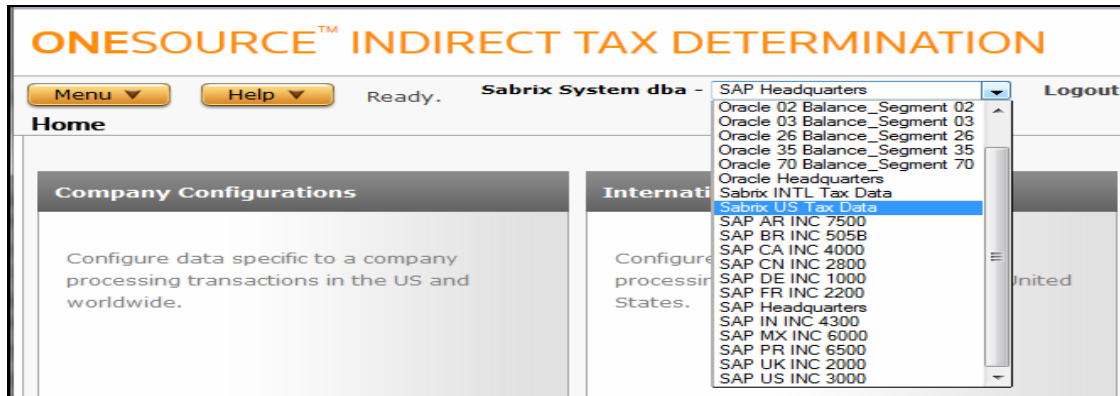 ONESOURCE™ INDIRECT TAX DETERMINATION
Menu Help Ready. Sabrix System dba - SAP Headquarters Logout
Home
Oracle 02 Balance_Segment 02
Oracle 03 Balance_Segment 03
Oracle 26 Balance_Segment 26
Oracle 35 Balance_Segment 35
Oracle 70 Balance_Segment 70
Oracle Headquarters
Sabrix INTL Tax Data
Sabrix US Tax Data
SAP AR INC 7500
SAP BR INC 505B
SAP CA INC 4000
SAP CN INC 2800
SAP DE INC 1000
SAP FR INC 2200
SAP Headquarters
SAP IN INC 4300
SAP MX INC 6000
SAP PR INC 6500
SAP UK INC 2000
SAP US INC 3000
Company Configurations
Configure data specific to a company
processing transactions in the US and
worldwide.
Internati
Configure
processin United
States.